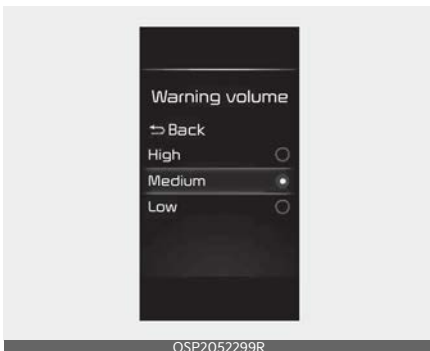 Warning volume
Back
High
Medium
Low
OSP2052299R